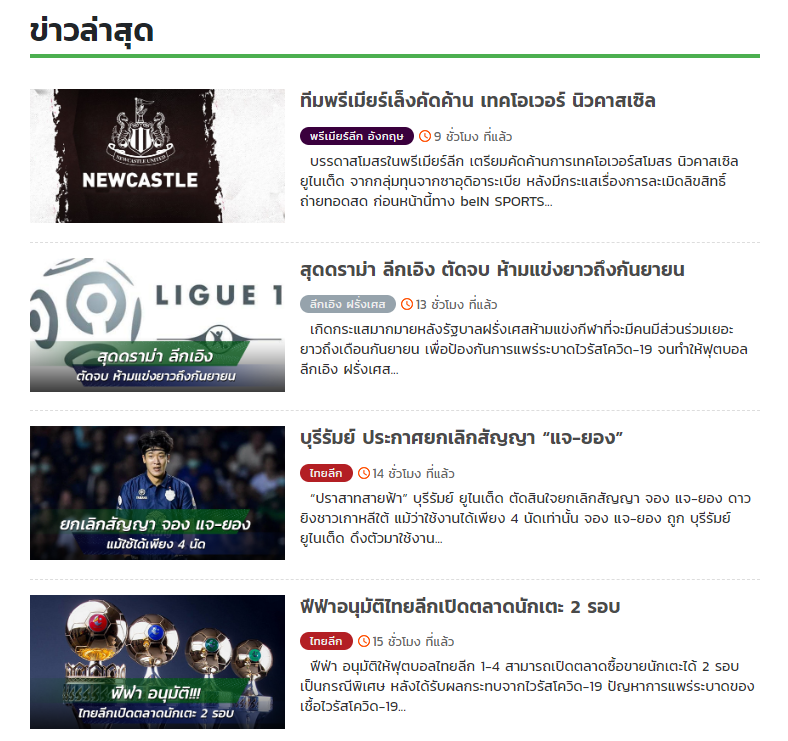 ข่าวล่าสุด
NEWCASTLE UNITED
NEWCASTLE
ทีมพรีเมียร์เล็งคัดค้าน เทคโอเวอร์ นิวคาสเซิล
พรีเมียร์ลีก อังกฤษ 9 ชั่วโมง ที่แล้ว
บรรดาสโมสรในพรีเมียร์ลีก เตรียมคัดค้านการเทคโอเวอร์สโมสร นิวคาสเซิล
ยูไนเต็ด จากกลุ่มทุนจากซาอุดิอาระเบีย หลังมีกระแสเรื่องการละเมิดลิขสิทธิ์
ถ่ายทอดสด ก่อนหน้านี้ทาง beIN SPORTS...
LIGUE 1
สุดดราม่า ลีกเอิง
ตัดจบ ห้ามแข่งยาวถึงกันยายน
สุดดราม่า ลีกเอิง ตัดจบ ห้ามแข่งยาวถึงกันยายน
ลีกเอิง ฝรั่งเศส 13 ชั่วโมง ที่แล้ว
เกิดกระแสมากมายหลังรัฐบาลฝรั่งเศสห้ามแข่งกีฬาที่จะมีคนมีส่วนร่วมเยอะ
ยาวถึงเดือนกันยายน เพื่อป้องกันการแพร่ระบาดไวรัสโควิด-19 จนทำให้ฟุตบอล
ลีกเอิง ฝรั่งเศส...
ยกเลิกสัญญา จอง แจ-ยอง
แม้ใช้ได้เพียง 4 นัด
บุรีรัมย์ ประกาศยกเลิกสัญญา “แจ-ยอง”
ไทยลีก 14 ชั่วโมง ที่แล้ว
“ปราสาทสายฟ้า” บุรีรัมย์ ยูไนเต็ด ตัดสินใจยกเลิกสัญญา จอง แจ-ยอง ดาว
ยิงชาวเกาหลีใต้ แม้ว่าใช้งานได้เพียง 4 นัดเท่านั้น จอง แจ-ยอง ถูก บุรีรัมย์
ยูไนเต็ด ดึงตัวมาใช้งาน...
ฟีฟ่า อนุมัติ!!!
ไทยลีกเปิดตลาดนักเตะ 2 รอบ
ฟีฟ่าอนุมัติไทยลีกเปิดตลาดนักเตะ 2 รอบ
ไทยลีก 15 ชั่วโมง ที่แล้ว
ฟีฟ่า อนุมัติให้ฟุตบอลไทยลีก 1-4 สามารถเปิดตลาดซื้อขายนักเตะได้ 2 รอบ
เป็นกรณีพิเศษ หลังได้รับผลกระทบจากไวรัสโควิด-19 ปัญหาการแพร่ระบาดของ
เชื้อไวรัสโควิด-19...